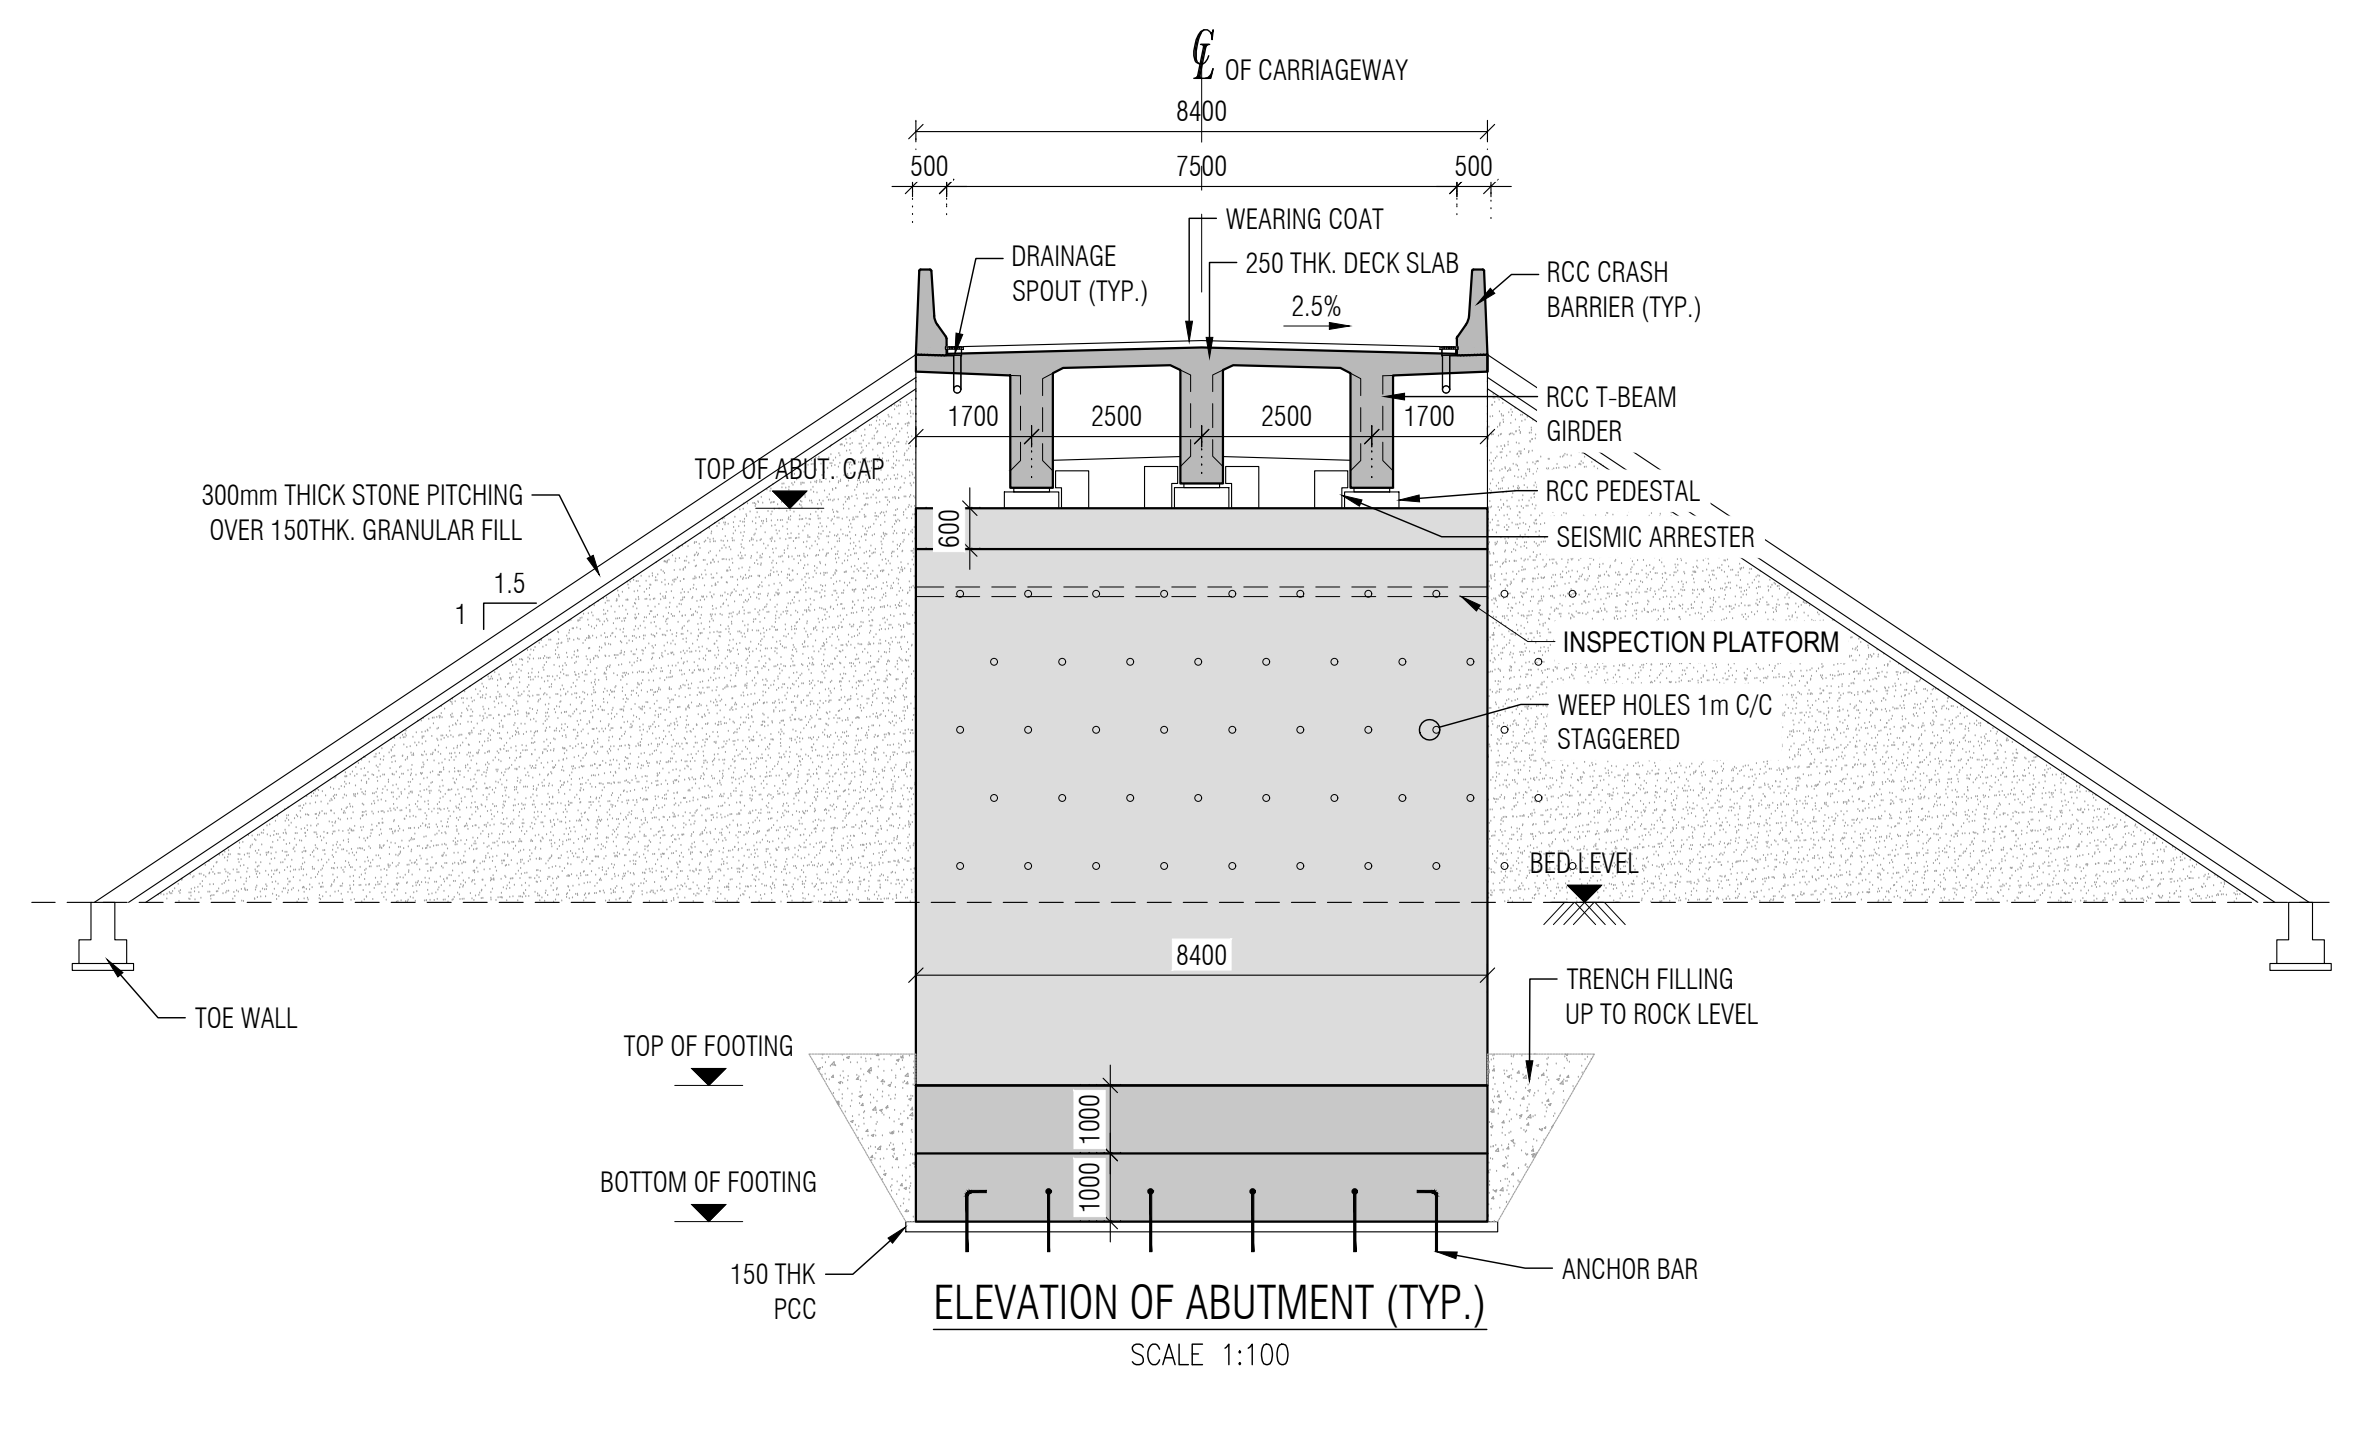 ℄ OF CARRIAGEWAY
8400
500 7500 500
WEARING COAT
DRAINAGE
SPOUT (TYP.)
250 THK. DECK SLAB
RCC CRASH
BARRIER (TYP.)
2.5%
RCC T-BEAM
GIRDER
1700 2500 2500 1700
TOP OF ABUT. CAP
300mm THICK STONE PITCHING
OVER 150THK. GRANULAR FILL
RCC PEDESTAL
600
SEISMIC ARRESTER
1.5
1
INSPECTION PLATFORM
WEEP HOLES 1m C/C
STAGGERED
BED LEVEL
8400
TRENCH FILLING
UP TO ROCK LEVEL
TOE WALL
TOP OF FOOTING
1000
BOTTOM OF FOOTING
1000
150 THK
PCC
ANCHOR BAR
ELEVATION OF ABUTMENT (TYP.)
SCALE 1:100